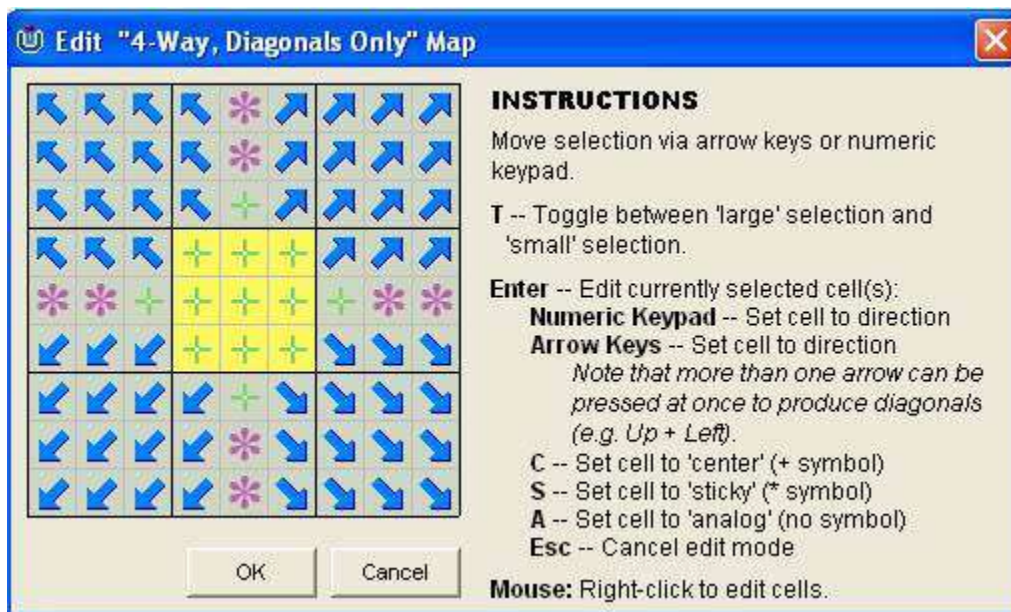 Edit "4-Way, Diagonals Only" Map
INSTRUCTIONS
Move selection via arrow keys or numeric
keypad.
T -- Toggle between 'large' selection and
'small' selection.
Enter -- Edit currently selected cell(s):
Numeric Keypad -- Set cell to direction
Arrow Keys -- Set cell to direction
Note that more than one arrow can be
pressed at once to produce diagonals
(e.g. Up + Left).
C -- Set cell to 'center' (+ symbol)
S -- Set cell to 'sticky' (* symbol)
A -- Set cell to 'analog' (no symbol)
Esc -- Cancel edit mode
Mouse: Right-click to edit cells.
OK
Cancel